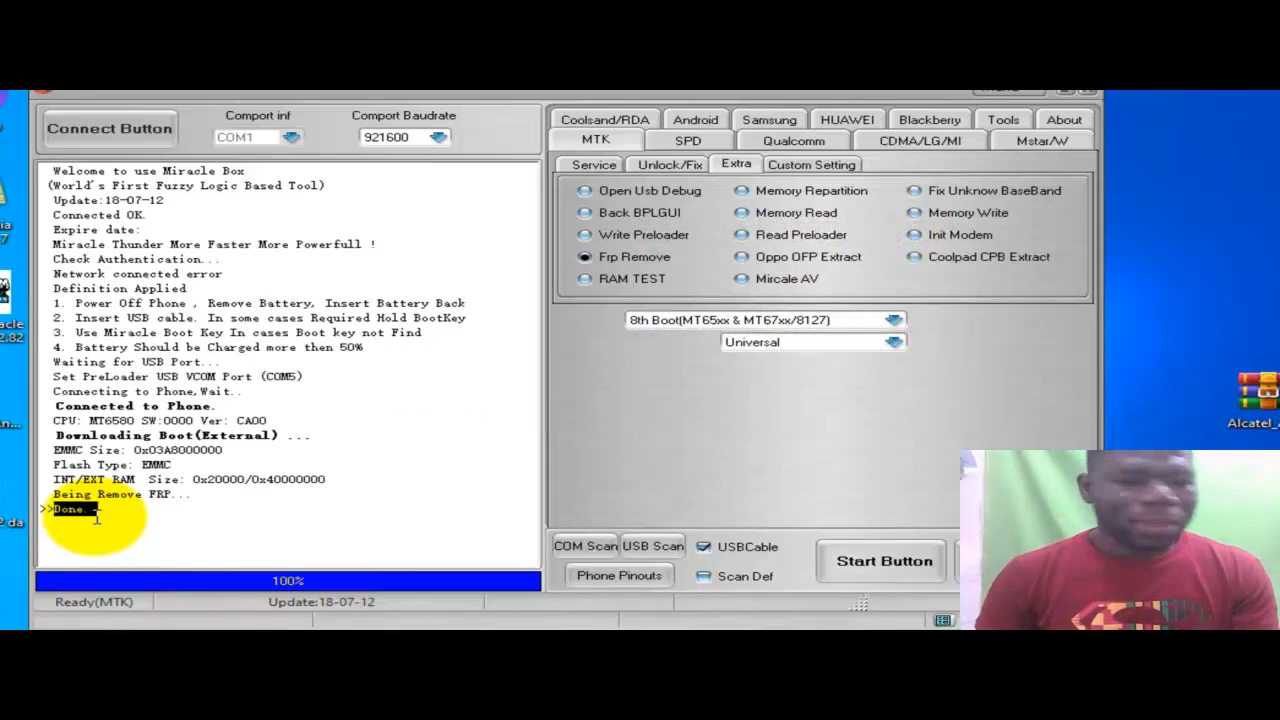 Connect Button
Comport inf
Comport Baudrate
COM1
921600
Welcome to use Miracle Box
(World's First Fuzzy Logic Based Tool)
Update:18-07-12
Connected OK.
Expire date:
Miracle Thunder More Faster More Powerfull !
Check Authentication...
Network connected error
Definition Applied
1. Power Off Phone , Remove Battery, Insert Battery Back
2. Insert USB cable. In some cases Required Hold BootKey
3. Use Miracle Boot Key In cases Boot key not Find
4. Battery Should be Charged more then 50%
Waiting for USB Port...
Set PreLoader USB VCOM Port (COM5)
Connecting to Phone,Wait..
Connected to Phone.
CPU: MT6580 SW:0000 Ver: CA00
Downloading Boot(External) ...
EMMC Size: 0x03A8000000
Flash Type: EMMC
INT/EXT RAM Size: 0x20000/0x40000000
Being Remove FRP...
>>Done.
100%
Ready(MTK)
Update:18-07-12
Coolsand/RDA
Android
Samsung
HUAWEI
Blackberry
Tools
About
MTK
SPD
Qualcomm
CDMA/LG/MI
Mstar/W
Service
Unlock/Fix
Extra
Custom Setting
Open Usb Debug
Memory Repartition
Fix Unknow BaseBand
Back BPLGUI
Memory Read
Memory Write
Write Preloader
Read Preloader
Init Modem
Frp Remove
Oppo OFP Extract
Coolpad CPB Extract
RAM TEST
Mircale AV
8th Boot(MT65xx & MT67xx/8127)
Universal
COM Scan
USB Scan
USBCable
Phone Pinouts
Scan Def
Start Button
2.82
2 da
Alcatel_